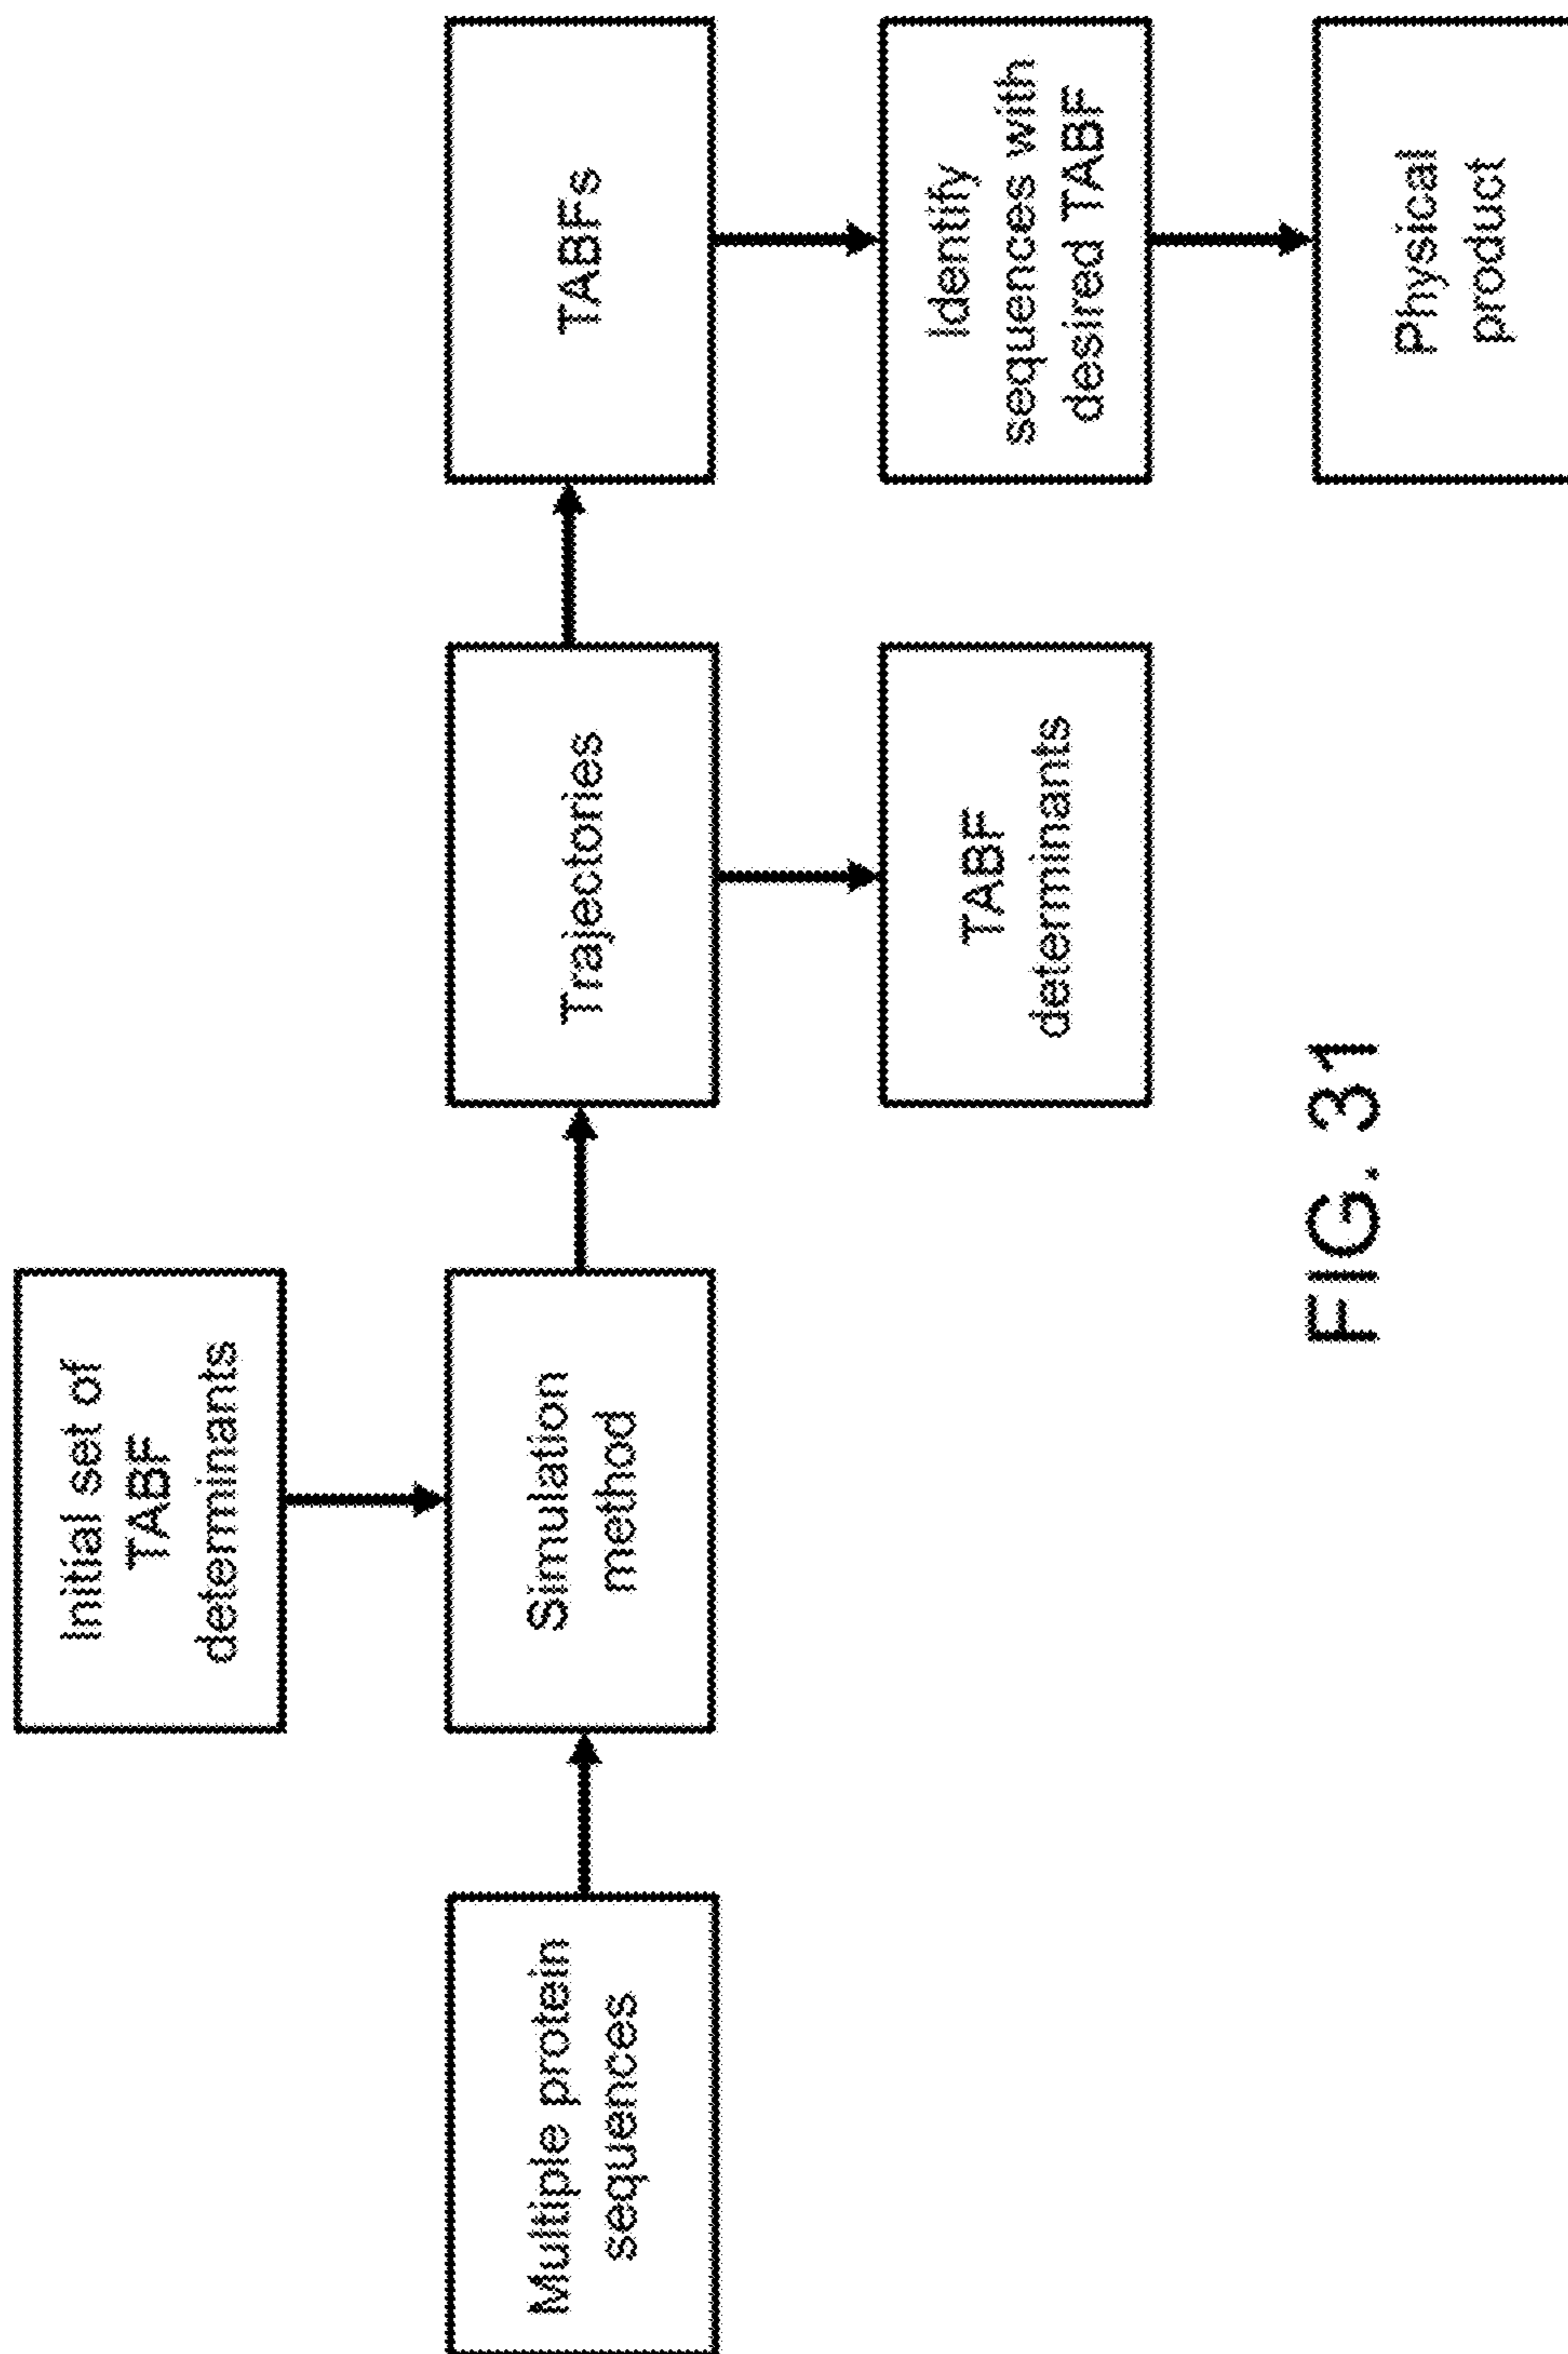 Initial set of
TABF
determinants
Multiple protein
sequences
Simulation
method
Trajectories
TABFs
TABF
determinants
Identify
sequences with
desired TABF
Physical
product
FIG. 31